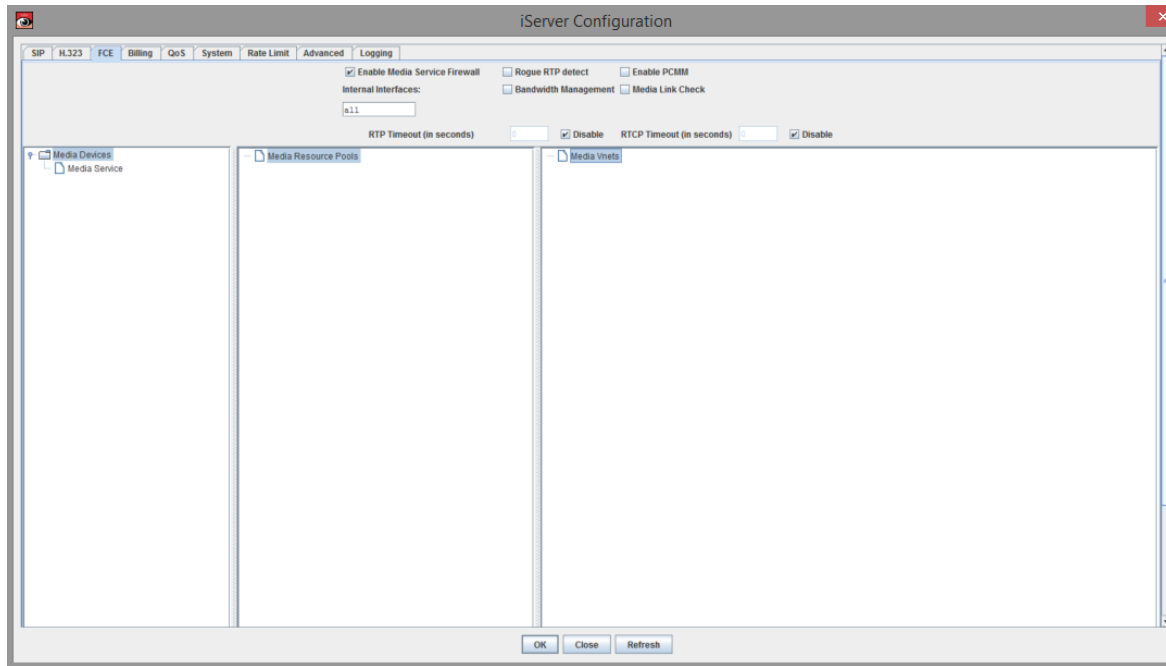 iServer Configuration
SIP H.323 FCE Billing QoS System Rate Limit Advanced Logging
Enable Media Service Firewall Rogue RTP detect Enable PCMM
Internal Interfaces: Bandwidth Management Media Link Check
all
RTP Timeout (in seconds) 0 Disable RTCP Timeout (in seconds) 0 Disable
Media Devices Media Resource Pools Media Vnets
Media Service
OK Close Refresh